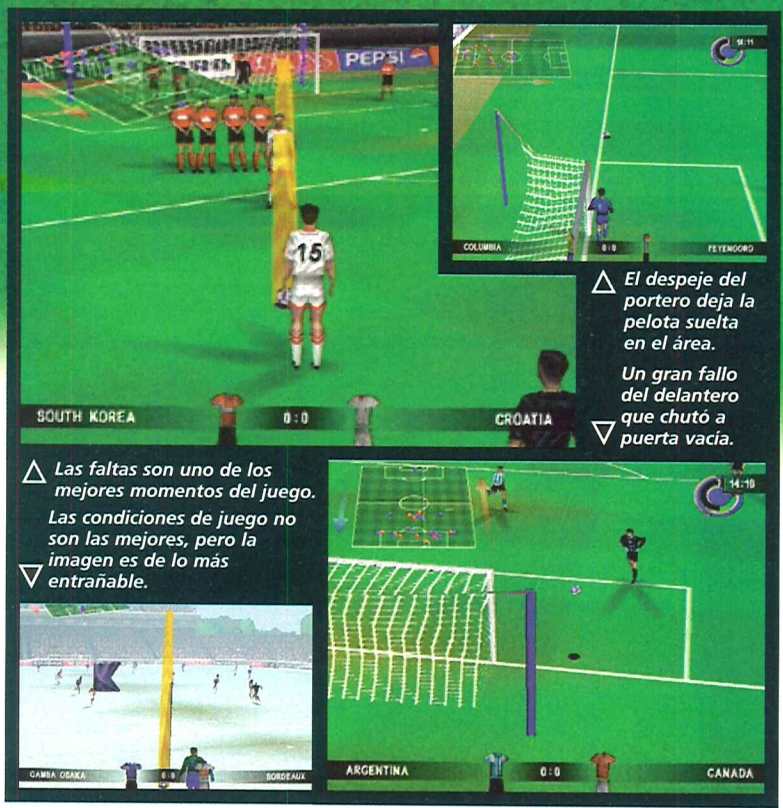 PEPSI
15
SOUTH KOREA 0:0 CROATIA
14:11
COLUMBIA 0:0 FEYENOORD
El despeje del
portero deja la
pelota suelta
en el área.
Un gran fallo
del delantero
que chutó a
puerta vacía.
Las faltas son uno de los
mejores momentos del juego.
Las condiciones de juego no
son las mejores, pero la
imagen es de lo más
entrañable.
14:18
ARGENTINA 0:0 CANADA
GAMBA OSAKA 0:0 BORDEAUX